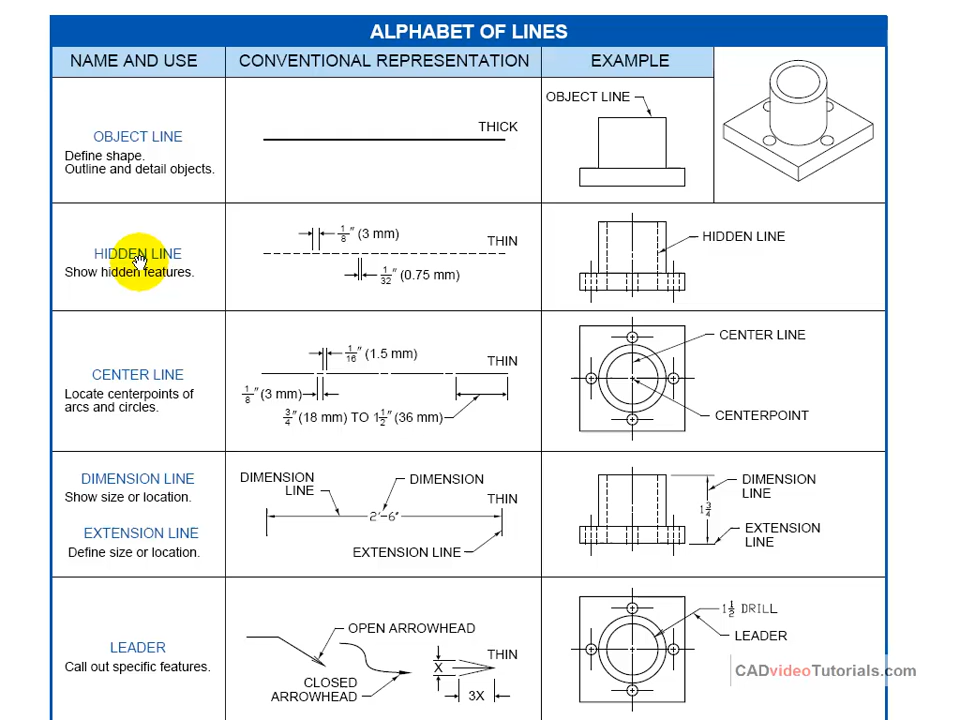 ALPHABET OF LINES
NAME AND USE
CONVENTIONAL REPRESENTATION
EXAMPLE
OBJECT LINE
Define shape.
Outline and detail objects.
THICK
OBJECT LINE
HIDDEN LINE
Show hidden features.
1/8" (3 mm)
THIN
1/32" (0.75 mm)
HIDDEN LINE
CENTER LINE
Locate centerpoints of
arcs and circles.
1/16" (1.5 mm)
THIN
1/8" (3 mm)
3/4" (18 mm) TO 1 1/2" (36 mm)
CENTER LINE
CENTERPOINT
DIMENSION LINE
Show size or location.
EXTENSION LINE
Define size or location.
DIMENSION
LINE
DIMENSION
THIN
2'-6"
EXTENSION LINE
1 3/4
DIMENSION
LINE
EXTENSION
LINE
LEADER
Call out specific features.
OPEN ARROWHEAD
THIN
CLOSED
ARROWHEAD
X
3X
1 1/2 DRILL
LEADER
CADvideoTutorials.com